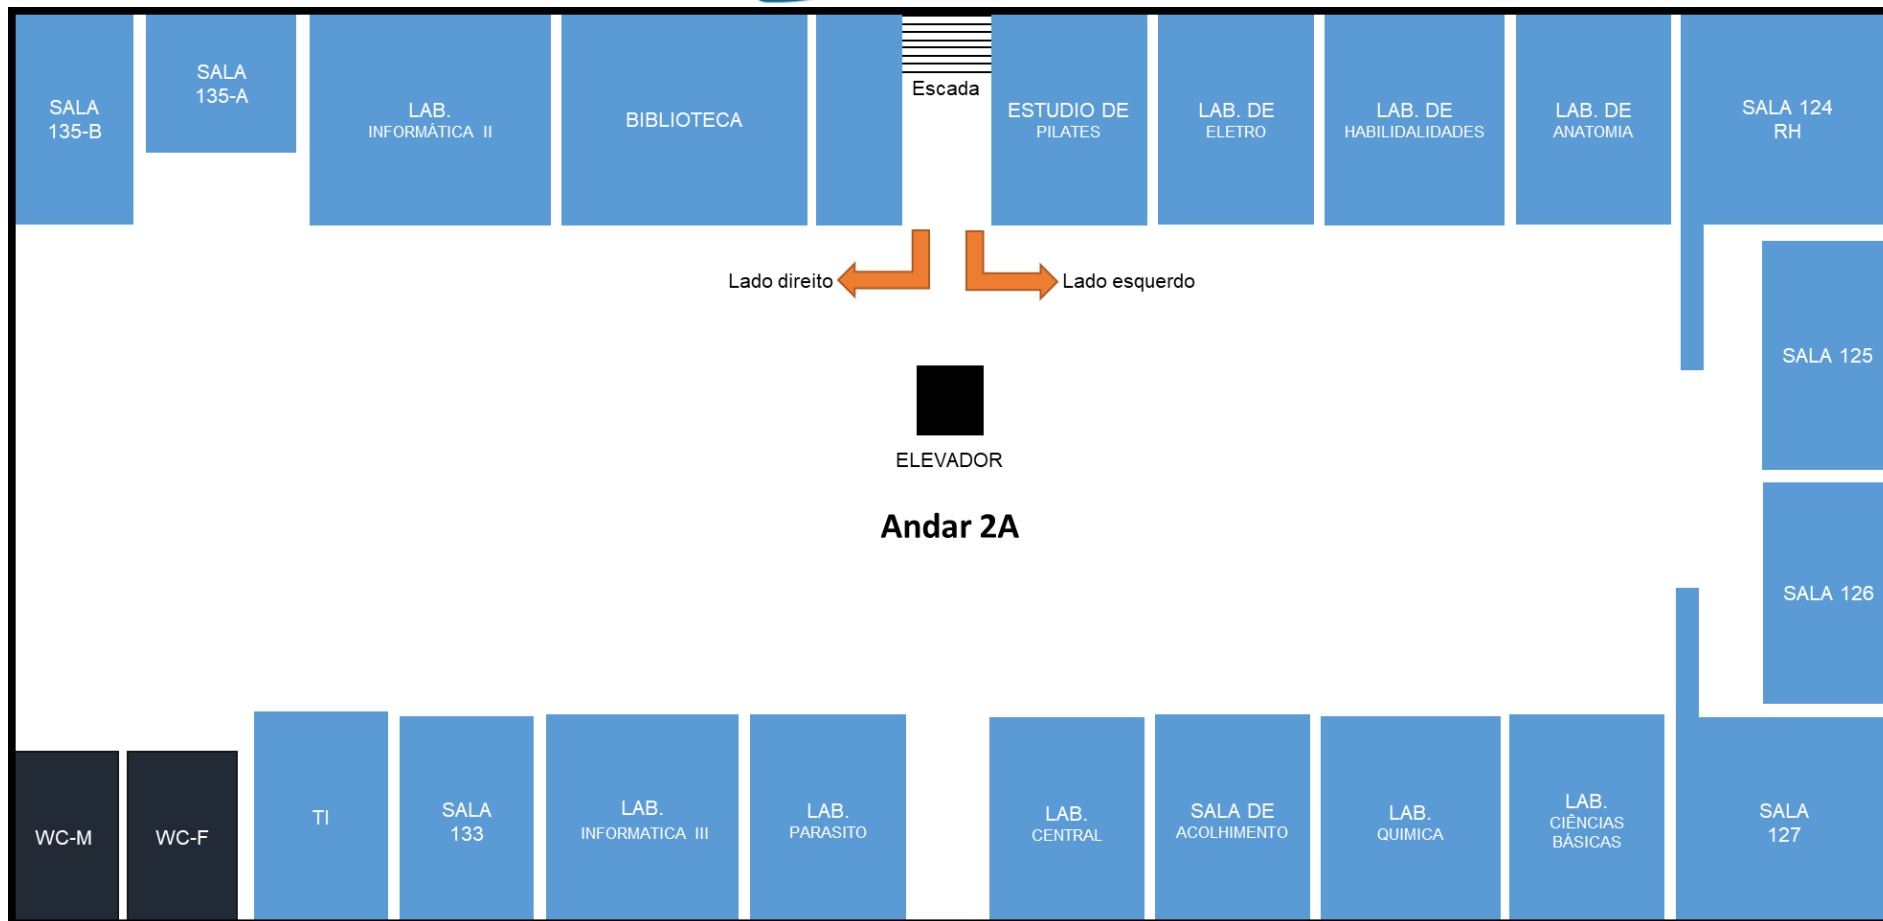 SALA
135-B
SALA
135-A
LAB.
INFORMÁTICA II
BIBLIOTECA
Escada
ESTUDIO DE
PILATES
LAB. DE
ELETRO
LAB. DE
HABILIDALIDADES
LAB. DE
ANATOMIA
SALA 124
RH
Lado direito
Lado esquerdo
SALA 125
ELEVADOR
Andar 2A
SALA 126
WC-M
WC-F
TI
SALA
133
LAB.
INFORMATICA III
LAB.
PARASITO
LAB.
CENTRAL
SALA DE
ACOLHIMENTO
LAB.
QUIMICA
LAB.
CIÊNCIAS
BÁSICAS
SALA
127